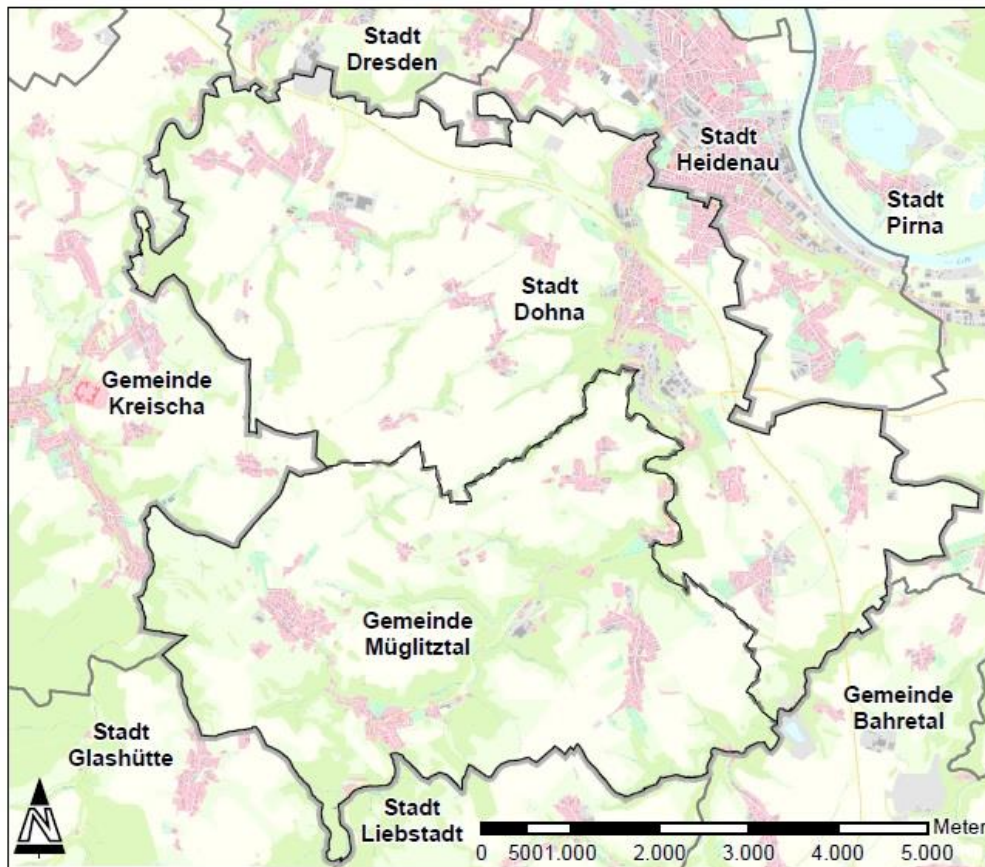 Stadt
Dresden
Stadt
Heidenau
Stadt
Pirna
Stadt
Dohna
Gemeinde
Kreischa
Gemeinde
Müglitztal
Gemeinde
Bahretal
Stadt
Glashütte
Stadt
Liebstadt
N
Meter
0 500 1.000 2.000 3.000 4.000 5.000